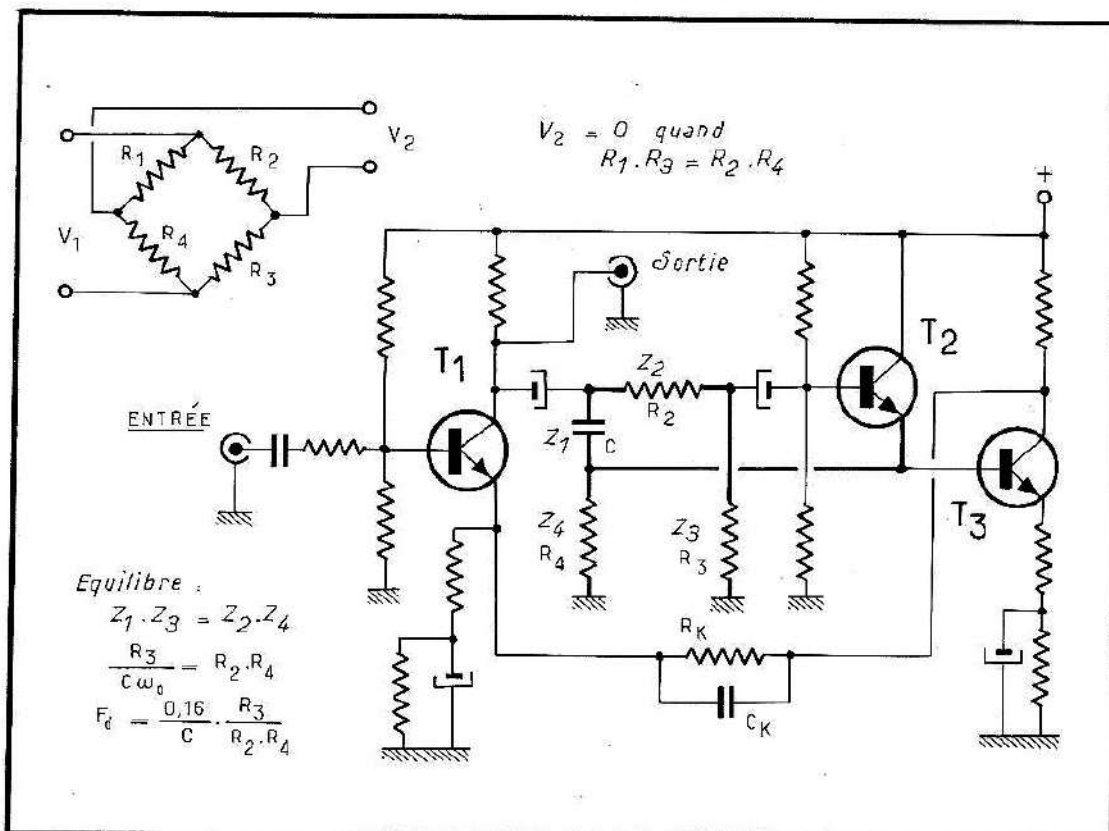 R1
R2
R4
R3
V1
V2
V2 = 0 quand
R1.R3 = R2.R4
+
Sortie
T1
T2
T3
ENTRÉE
Z2
R2
Z1
C
Z4
R4
Z3
R3
RK
CK
Equilibre :
Z1.Z3 = Z2.Z4
R3 / Cω0 = R2.R4
Fd = 0,16 / C . R3 / R2.R4